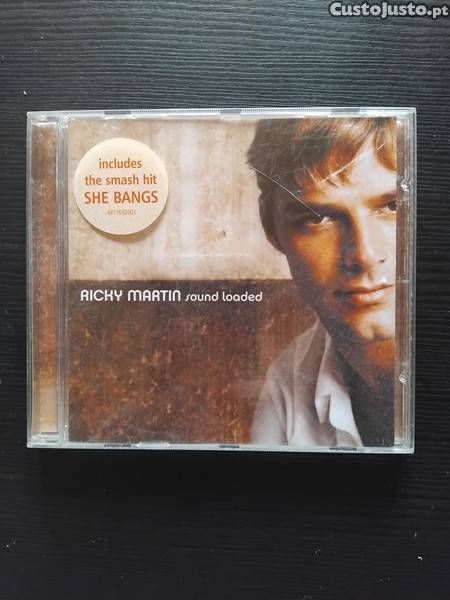 CustoJusto.pt
includes
the smash hit
SHE BANGS
RICKY MARTIN sound loaded